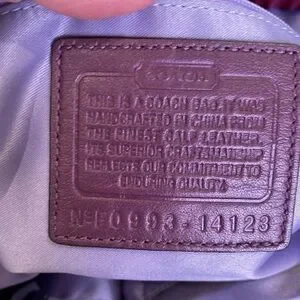 COACH
THIS IS A COACH BAG. IT WAS
HANDCRAFTED IN CHINA FROM
THE FINEST CALF LEATHER.
ITS SUPERIOR CRAFTSMANSHIP
REFLECTS OUR COMMITMENT TO
ENDURING QUALITY.
Nº F0993-14123